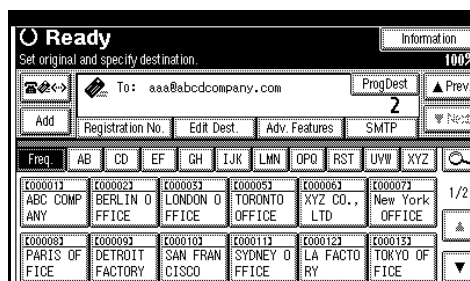 Ready
Information
Set original and specify destination.
100%
To: aaa@abcdcompany.com
ProgDest
2
▲Prev.
Add
Registration No.
Edit Dest.
Adv. Features
SMTP
▼Next
Freq.
AB
CD
EF
GH
IJK
LMN
OPQ
RST
UVW
XYZ
[00001] [00002] [00003] [00005] [00006] [00007]
ABC COMP BERLIN O LONDON O TORONTO XYZ CO., New York
ANY FFICE FFICE OFFICE LTD OFFICE
1/2
[00008] [00009] [00010] [00011] [00012] [00013]
PARIS OF DETROIT SAN FRAN SYDNEY O LA FACTO TOKYO OF
FICE FACTORY CISCO FFICE RY FICE
▼